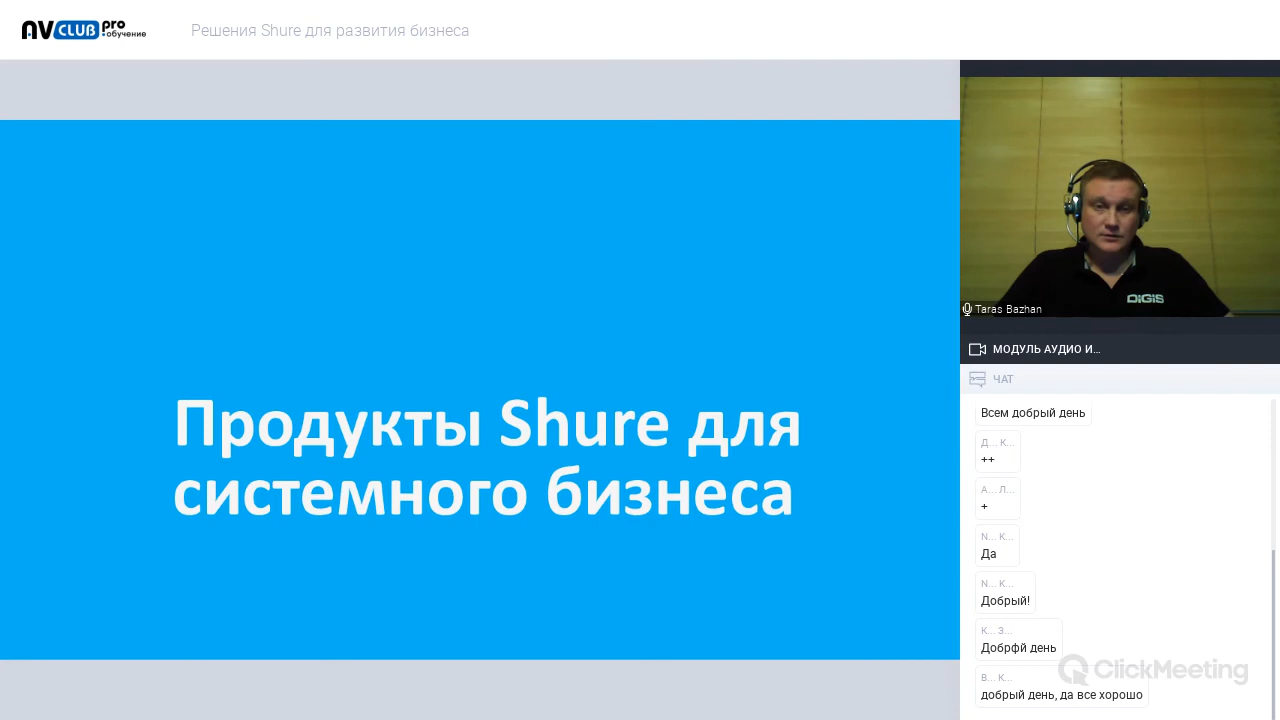 AVCLUB pro
обучение
Решения Shure для развития бизнеса
Продукты Shure для
системного бизнеса
DIGIS
Taras Bazhan
МОДУЛЬ АУДИО И...
ЧАТ
Всем добрый день
Д... К...
++
А... Л...
+
N... K...
Да
N... K...
Добрый!
К... З...
Добрфй день
В... К...
добрый день, да все хорошо
ClickMeeting